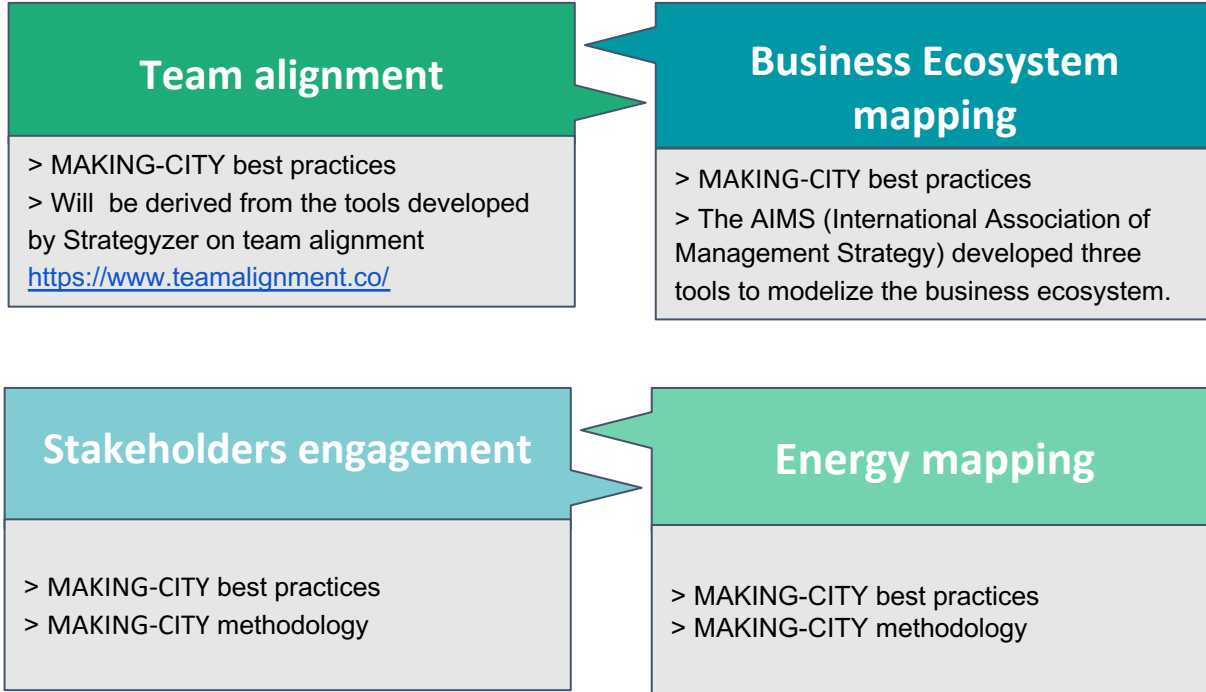 Team alignment
> MAKING-CITY best practices
> Will be derived from the tools developed
by Strategyzer on team alignment
https://www.teamalignment.co/
Business Ecosystem
mapping
> MAKING-CITY best practices
> The AIMS (International Association of
Management Strategy) developed three
tools to modelize the business ecosystem.
Stakeholders engagement
> MAKING-CITY best practices
> MAKING-CITY methodology
Energy mapping
> MAKING-CITY best practices
> MAKING-CITY methodology